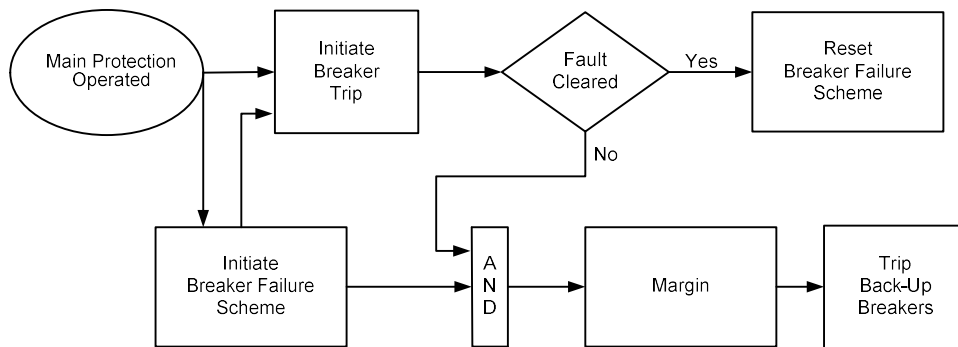 Main Protection
Operated
Initiate
Breaker
Trip
Fault
Cleared
Yes
Reset
Breaker Failure
Scheme
No
Initiate
Breaker Failure
Scheme
A
N
D
Margin
Trip
Back-Up
Breakers